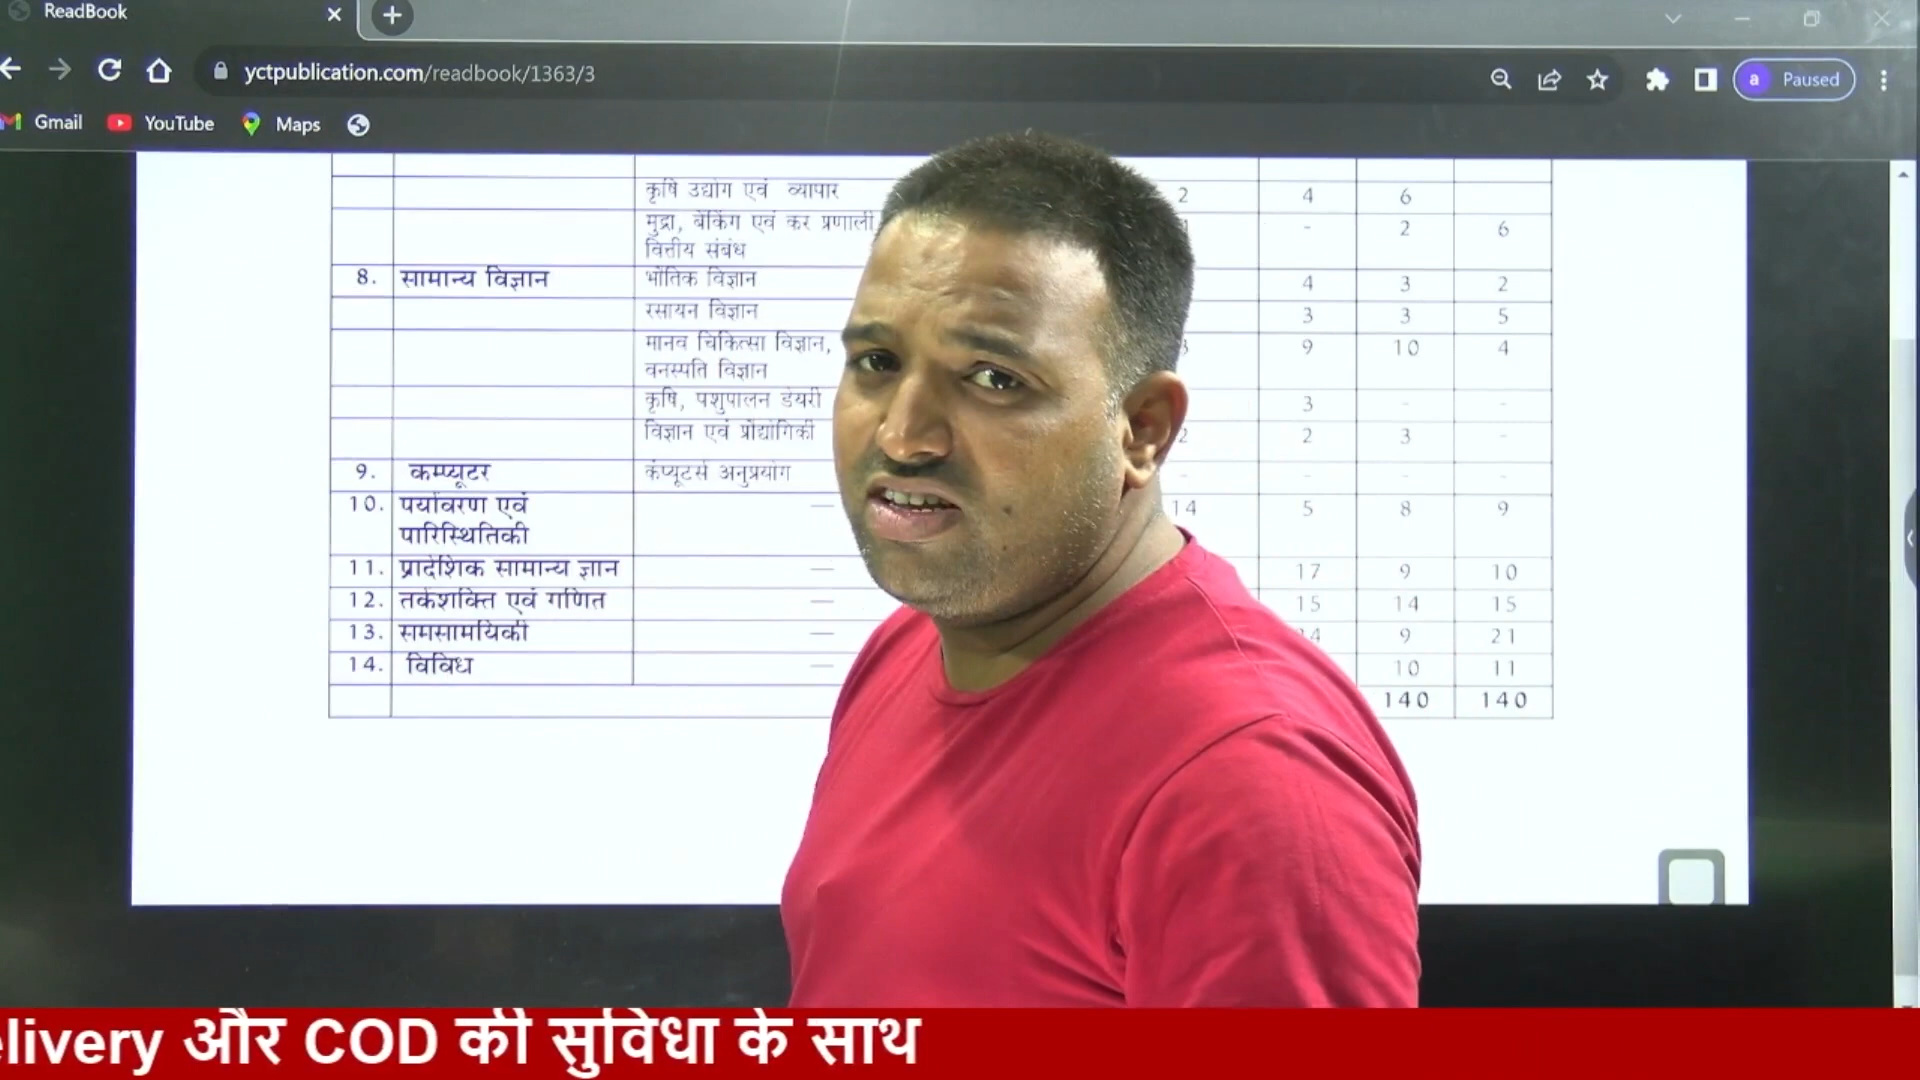 ReadBook
yctpublication.com/readbook/1363/3
a Paused
Gmail YouTube Maps
कृषि उद्योग एवं व्यापार 2 4 6
मुद्रा, बैंकिंग एवं कर प्रणाली - 2 6
वित्तीय संबंध
8. सामान्य विज्ञान भौतिक विज्ञान 4 3 2
रसायन विज्ञान 3 3 5
मानव चिकित्सा विज्ञान, 9 10 4
वनस्पति विज्ञान
कृषि, पशुपालन डेयरी 3 - -
विज्ञान एवं प्रौद्योगिकी 2 2 3 -
9. कम्प्यूटर कंप्यूटर्स अनुप्रयोग - - - -
10. पर्यावरण एवं — 14 5 8 9
पारिस्थितिकी
11. प्रादेशिक सामान्य ज्ञान — 17 9 10
12. तर्कशक्ति एवं गणित — 15 14 15
13. समसामयिकी — 9 21
14. विविध — 10 11
140 140
elivery और COD की सुविधा के साथ